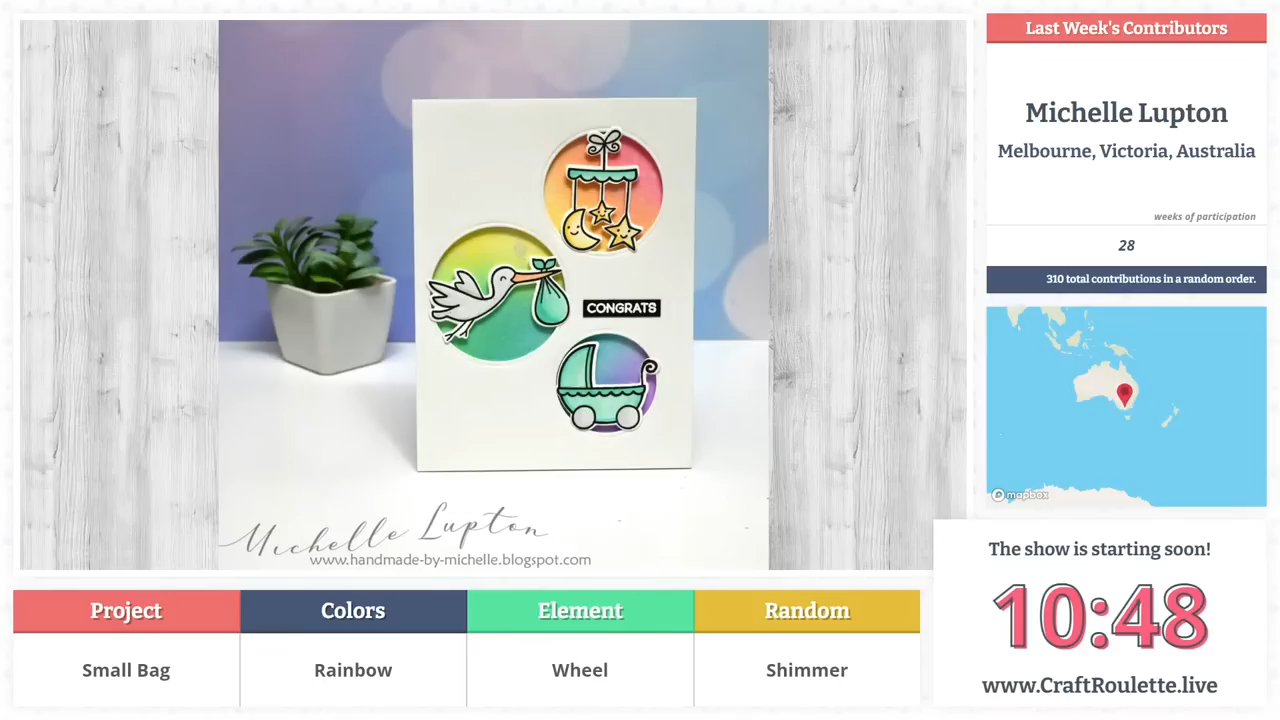 Last Week's Contributors
Michelle Lupton
Melbourne, Victoria, Australia
weeks of participation
28
310 total contributions in a random order.
CONGRATS
mapbox
Michelle Lupton
www.handmade-by-michelle.blogspot.com
The show is starting soon!
10:48
www.CraftRoulette.live
Project
Colors
Element
Random
Small Bag
Rainbow
Wheel
Shimmer